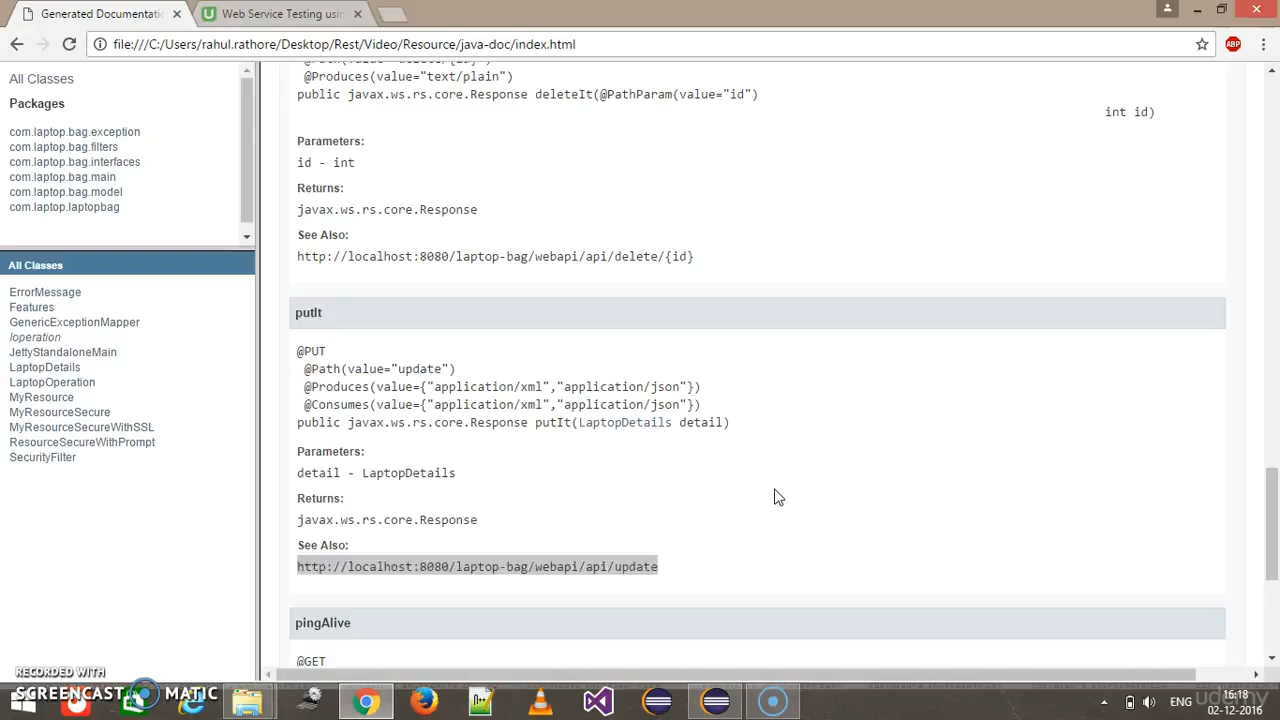 Generated Documentati
Web Service Testing usin
file:///C:/Users/rahul.rathore/Desktop/Rest/Video/Resource/java-doc/index.html
ABP
All Classes
Packages
com.laptop.bag.exception
com.laptop.bag.filters
com.laptop.bag.interfaces
com.laptop.bag.main
com.laptop.bag.model
com.laptop.laptopbag
All Classes
ErrorMessage
Features
GenericExceptionMapper
Ioperation
JettyStandaloneMain
LaptopDetails
LaptopOperation
MyResource
MyResourceSecure
MyResourceSecureWithSSL
ResourceSecureWithPrompt
SecurityFilter
@Produces(value="text/plain")
public javax.ws.rs.core.Response deleteIt(@PathParam(value="id")
int id)
Parameters:
id - int
Returns:
javax.ws.rs.core.Response
See Also:
http://localhost:8080/laptop-bag/webapi/api/delete/{id}
putIt
@PUT
@Path(value="update")
@Produces(value={"application/xml","application/json"})
@Consumes(value={"application/xml","application/json"})
public javax.ws.rs.core.Response putIt(LaptopDetails detail)
Parameters:
detail - LaptopDetails
Returns:
javax.ws.rs.core.Response
See Also:
http://localhost:8080/laptop-bag/webapi/api/update
pingAlive
@GET
RECORDED WITH
SCREENCAST MATIC
ENG
16:18
02-12-2016
udemy